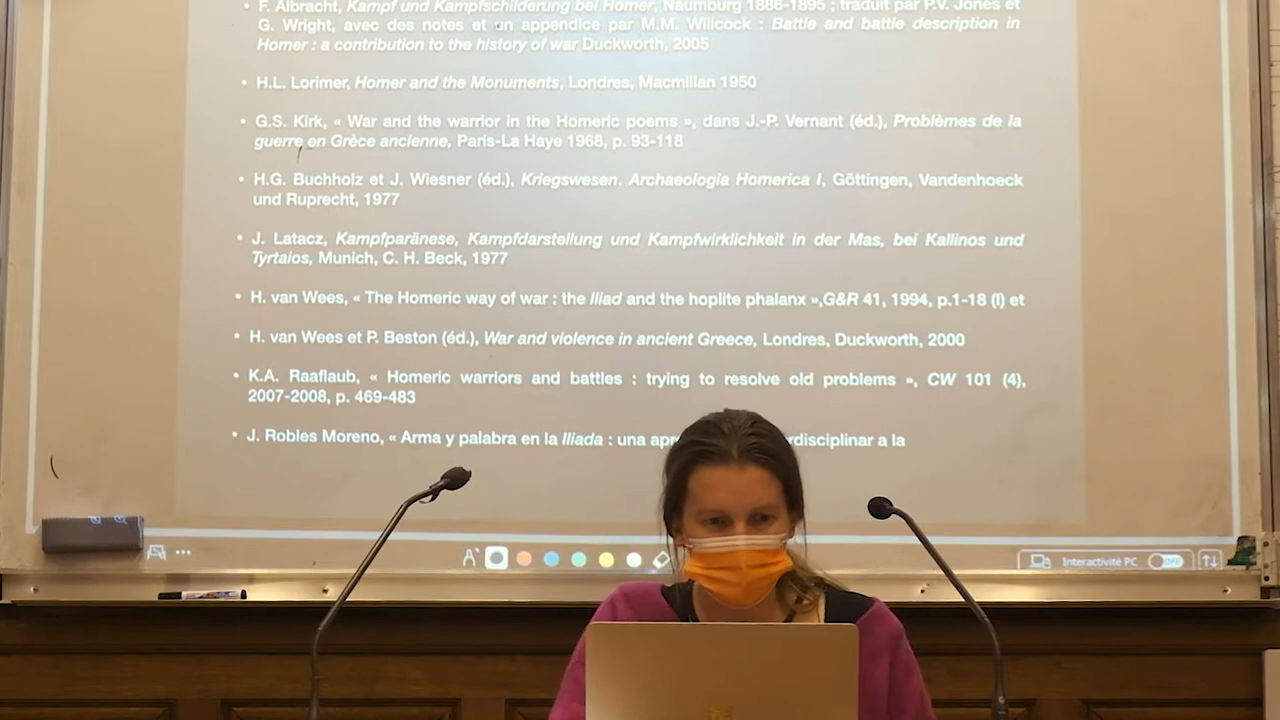 • F. Albracht, Kampf und Kampfschilderung bei Homer, Naumburg 1886-1895 ; traduit par P.V. Jones et
G. Wright, avec des notes et un appendice par M.M. Willcock : Battle and battle description in
Homer : a contribution to the history of war Duckworth, 2005
• H.L. Lorimer, Homer and the Monuments, Londres, Macmillan 1950
• G.S. Kirk, « War and the warrior in the Homeric poems », dans J.-P. Vernant (éd.), Problèmes de la
guerre en Grèce ancienne, Paris-La Haye 1968, p. 93-118
• H.G. Buchholz et J. Wiesner (éd.), Kriegswesen. Archaeologia Homerica I, Göttingen, Vandenhoeck
und Ruprecht, 1977
• J. Latacz, Kampfparänese, Kampfdarstellung und Kampfwirklichkeit in der Mas, bei Kallinos und
Tyrtaios, Munich, C. H. Beck, 1977
• H. van Wees, « The Homeric way of war : the Iliad and the hoplite phalanx »,G&R 41, 1994, p.1-18 (I) et
• H. van Wees et P. Beston (éd.), War and violence in ancient Greece, Londres, Duckworth, 2000
• K.A. Raaflaub, « Homeric warriors and battles : trying to resolve old problems », CW 101 (4),
2007-2008, p. 469-483
• J. Robles Moreno, « Arma y palabra en la Iliada : una a la
Interactivité PC OFF